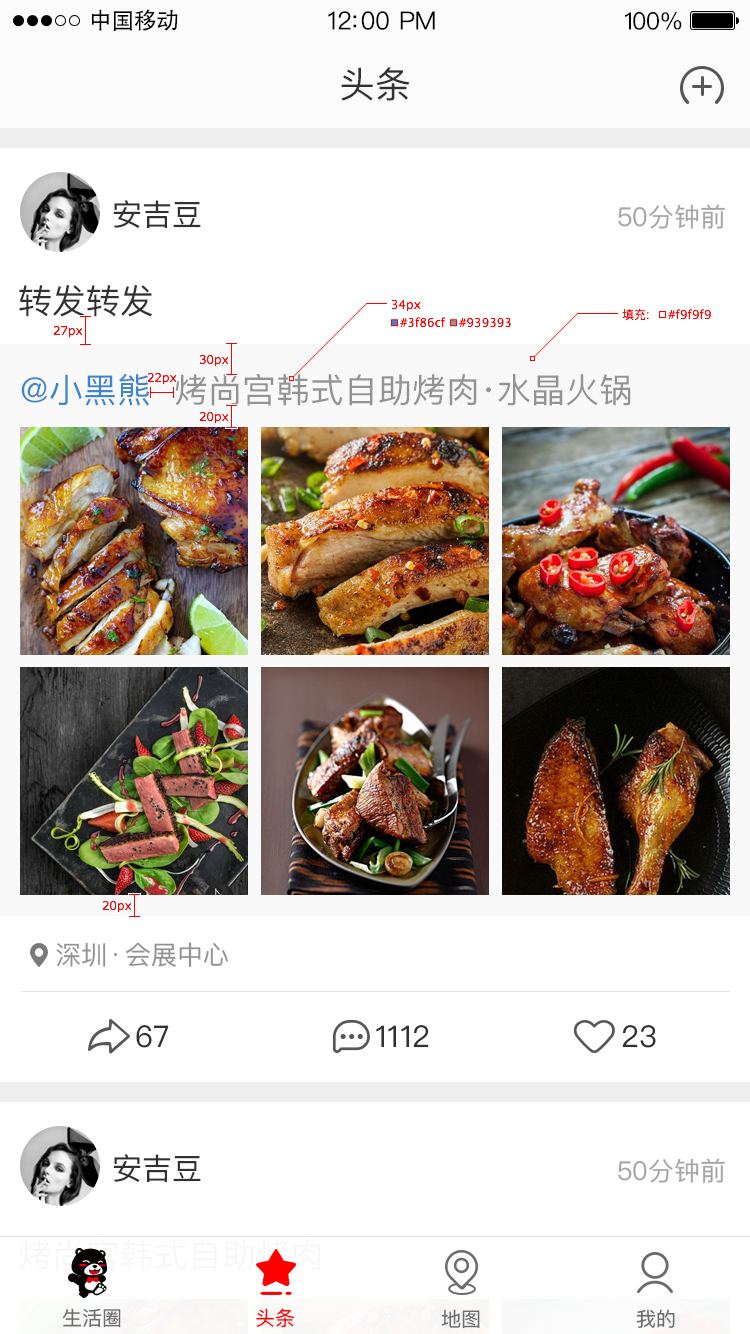 中国移动 12:00 PM 100%
头条
安吉豆 50分钟前
转发转发
27px
34px
#3f86cf #939393
填充: #f9f9f9
30px
@小黑熊 22px 烤尚宫韩式自助烤肉·水晶火锅
20px
20px
深圳·会展中心
67 1112 23
安吉豆 50分钟前
烤尚宫韩式自助烤肉
生活圈 头条 地图 我的